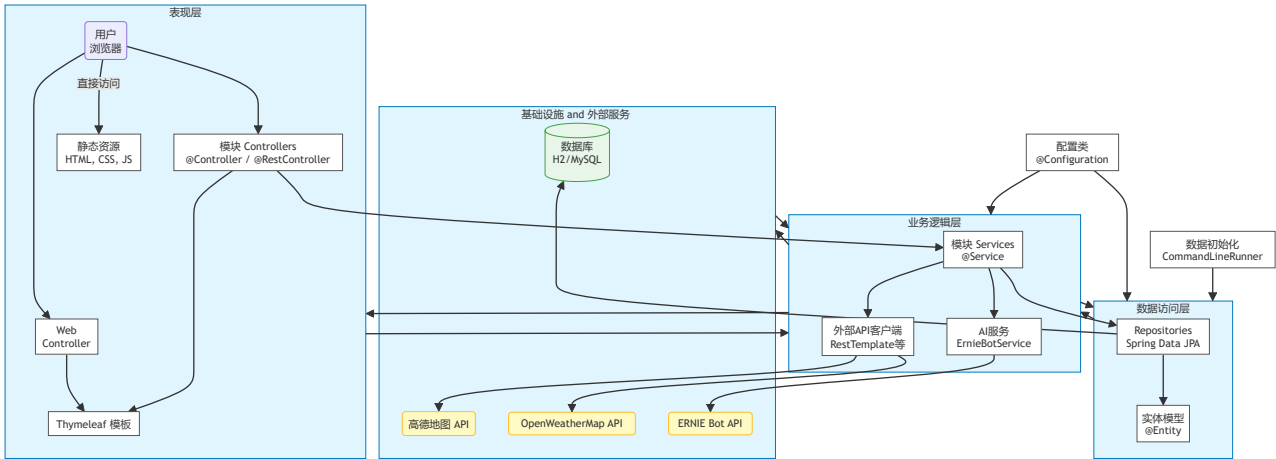 表现层
用户
浏览器
直接访问
静态资源
HTML, CSS, JS
模块 Controllers
@Controller / @RestController
Web
Controller
Thymeleaf 模板
基础设施 and 外部服务
数据库
H2/MySQL
高德地图 API
OpenWeatherMap API
ERNIE Bot API
业务逻辑层
模块 Services
@Service
外部API客户端
RestTemplate等
AI服务
ErnieBotService
配置类
@Configuration
数据初始化
CommandLineRunner
数据访问层
Repositories
Spring Data JPA
实体模型
@Entity